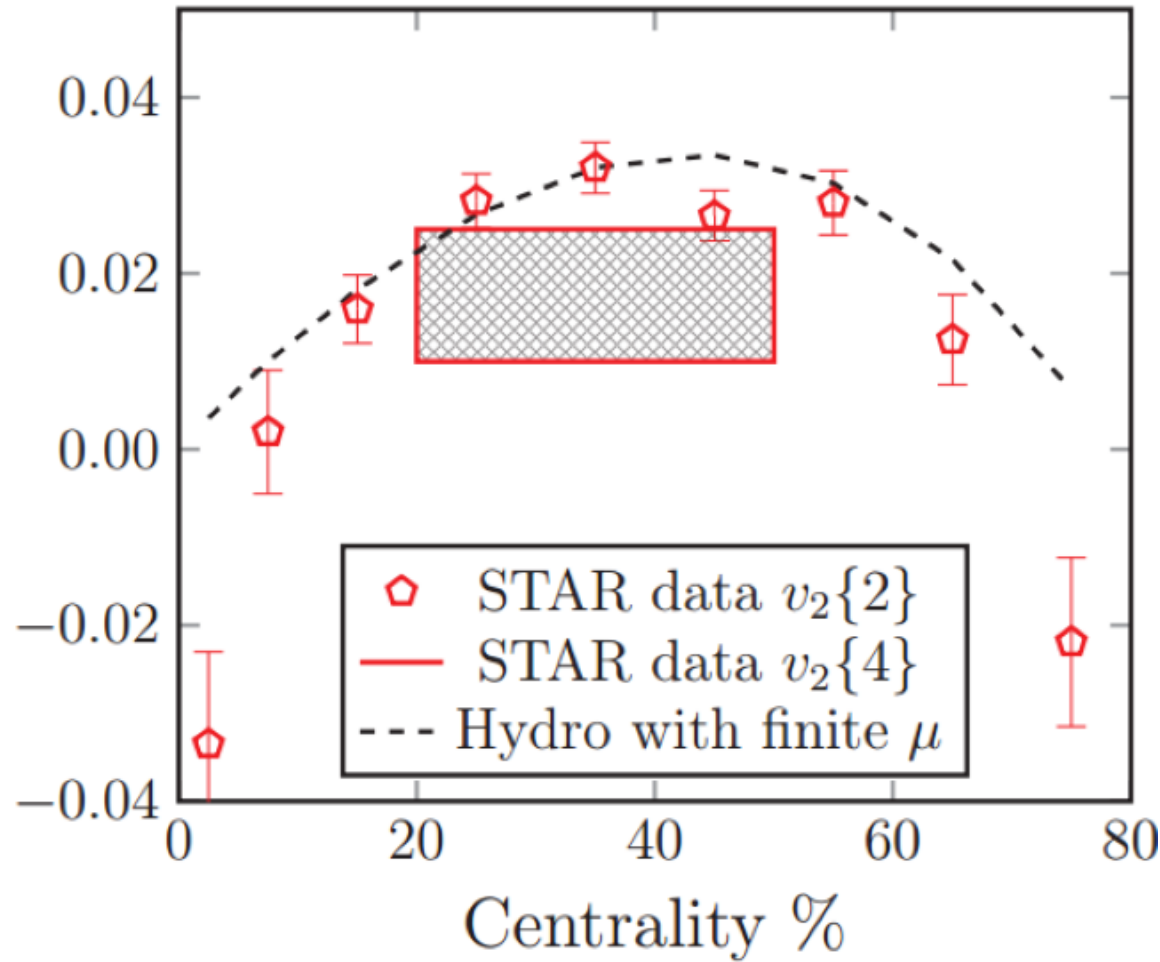 0.04
0.02
0.00
−0.02
−0.04
STAR data v₂{2}
STAR data v₂{4}
Hydro with finite μ
0 20 40 60 80
Centrality %